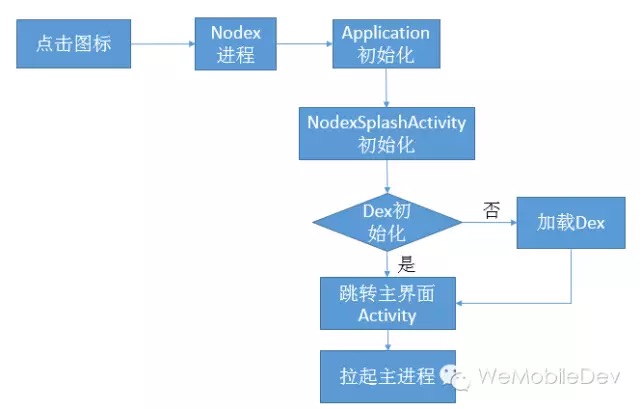 点击图标
Nodex
进程
Application
初始化
NodexSplashActivity
初始化
Dex初
始化
否
加载Dex
是
跳转主界面
Activity
拉起主进程
WeMobileDev